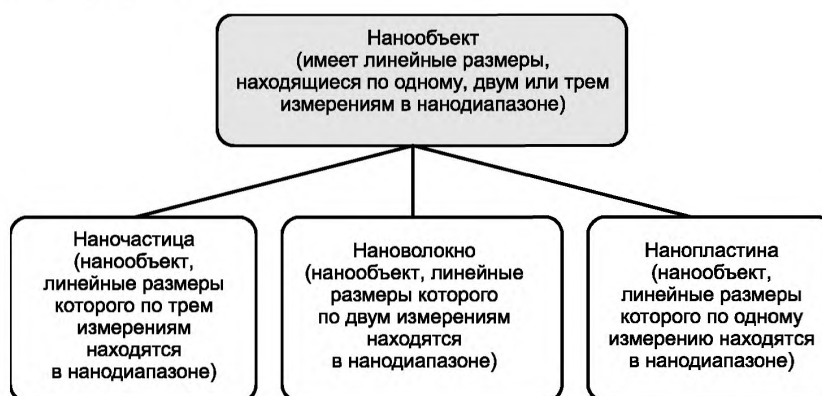 Нанообъект
(имеет линейные размеры,
находящиеся по одному, двум или трем
измерениям в нанодиапазоне)
Наночастица
(нанообъект,
линейные размеры
которого по трем
измерениям
находятся
в нанодиапазоне)
Нановолокно
(нанообъект, линейные
размеры которого
по двум измерениям
находятся
в нанодиапазоне)
Нанопластина
(нанообъект,
линейные размеры
которого по одному
измерению находятся
в нанодиапазоне)